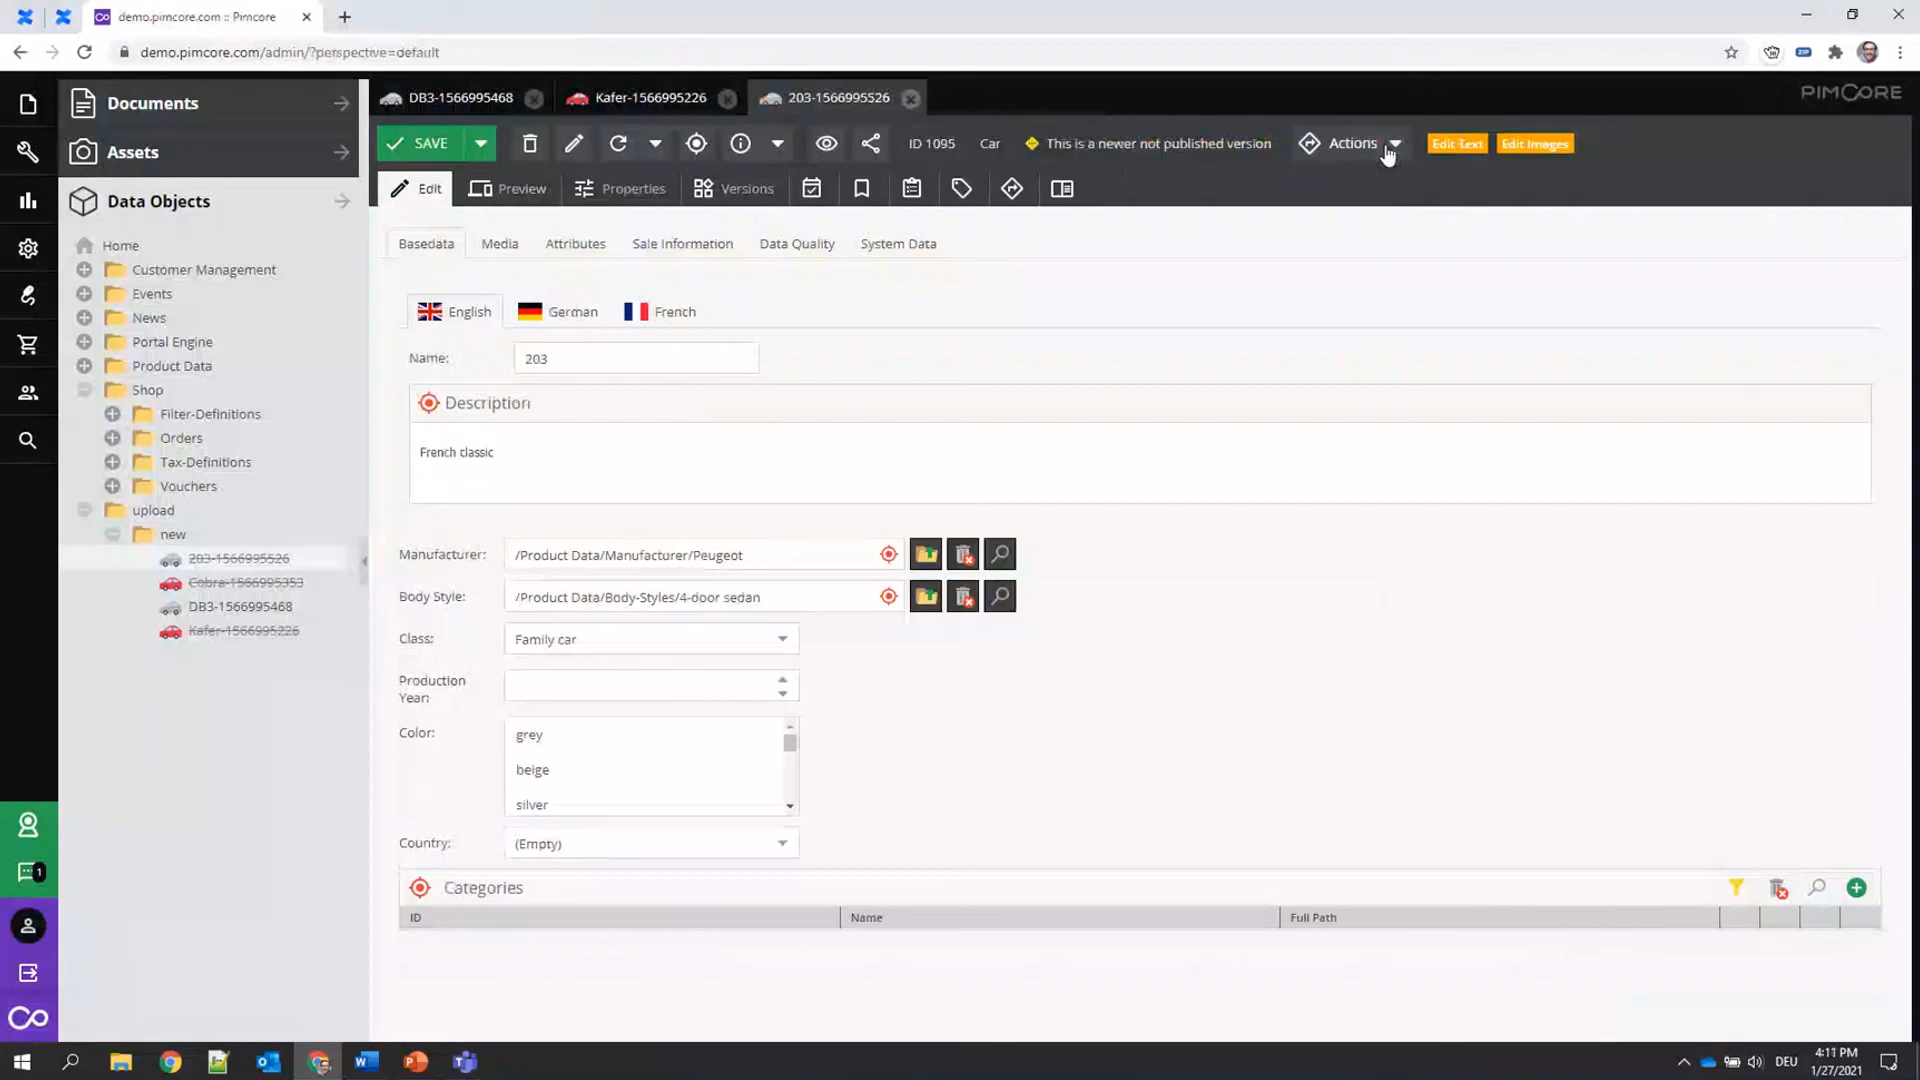 demo.pimcore.com :: Pimcore
demo.pimcore.com/admin/?perspective=default
ZIP
Documents
Assets
Data Objects
Home
Customer Management
Events
News
Portal Engine
Product Data
Shop
Filter-Definitions
Orders
Tax-Definitions
Vouchers
upload
new
203-1566995526
Cobra-1566995353
DB3-1566995468
Kafer-1566995226
1
DB3-1566995468
Kafer-1566995226
203-1566995526
PIMCORE
SAVE
ID 1095
Car
This is a newer not published version
Actions
Edit Text
Edit Images
Edit
Preview
Properties
Versions
Basedata
Media
Attributes
Sale Information
Data Quality
System Data
English
German
French
Name:
203
Description
French classic
Manufacturer:
/Product Data/Manufacturer/Peugeot
Body Style:
/Product Data/Body-Styles/4-door sedan
Class:
Family car
Production
Year:
Color:
grey
beige
silver
Country:
(Empty)
Categories
ID
Name
Full Path
DEU
4:11 PM
1/27/2021